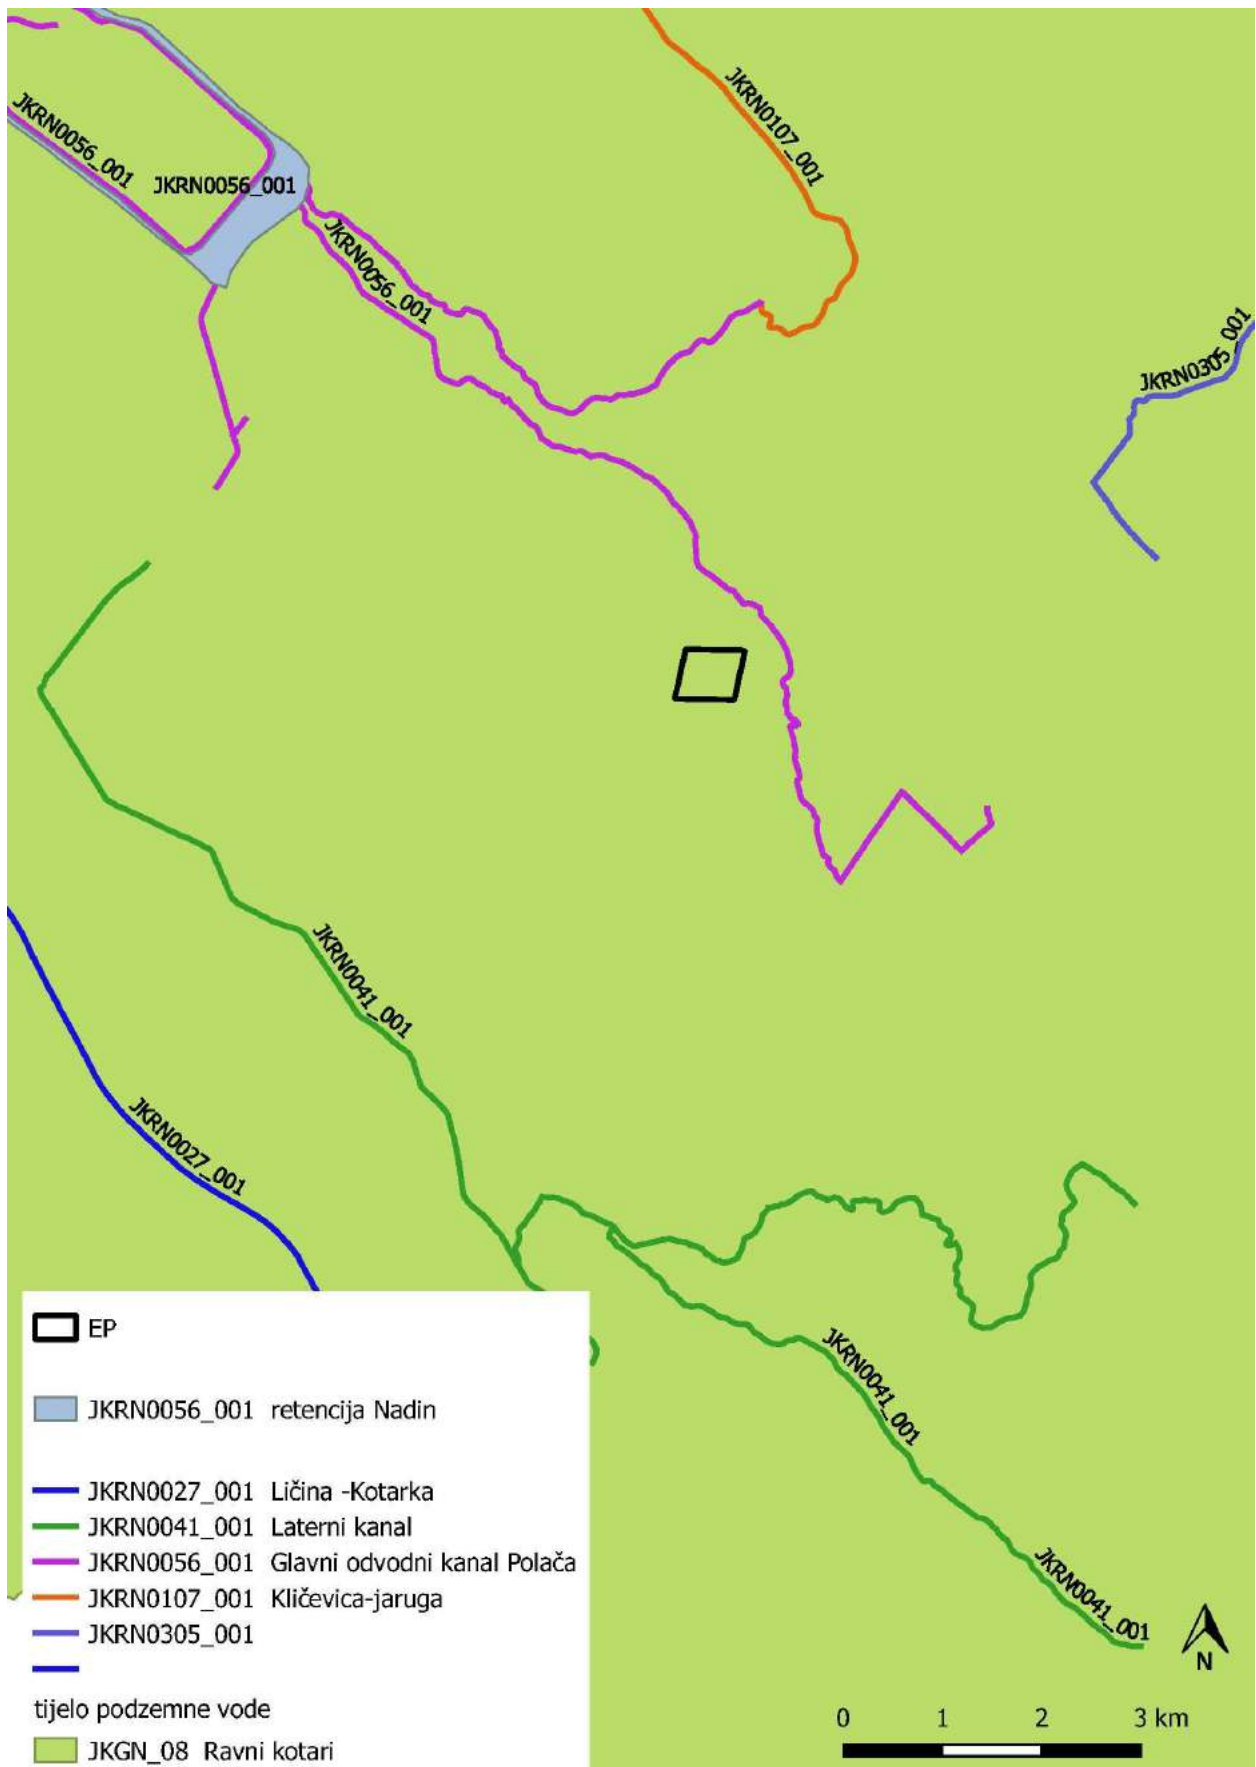 JKRN0107_001
JKRN0056_001
JKRN0056_001
JKRN0056_001
JKRN0305_001
JKRN0041_001
JKRN0027_001
JKRN0041_001
JKRN0041_001
EP
JKRN0056_001 retencija Nadin
JKRN0027_001 Ličina -Kotarka
JKRN0041_001 Laterni kanal
JKRN0056_001 Glavni odvodni kanal Polača
JKRN0107_001 Kličevica-jaruga
JKRN0305_001
tijelo podzemne vode
JKGN_08 Ravni kotari
N
0 1 2 3 km